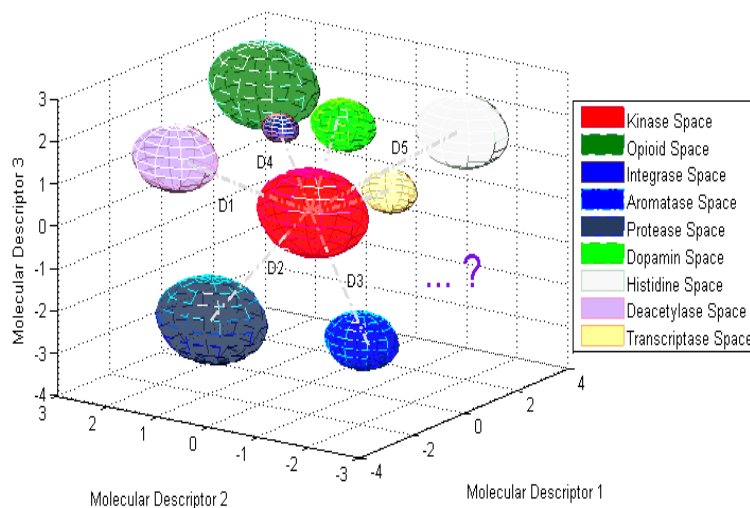 3
2
1
0
-1
-2
-3
-4
Molecular Descriptor 3
3
2
1
0
-1
-2
-3
Molecular Descriptor 2
-4
-2
0
2
4
Molecular Descriptor 1
D4
D5
D1
D2
D3
... ?
Kinase Space
Opioid Space
Integrase Space
Aromatase Space
Protease Space
Dopamin Space
Histidine Space
Deacetylase Space
Transcriptase Space